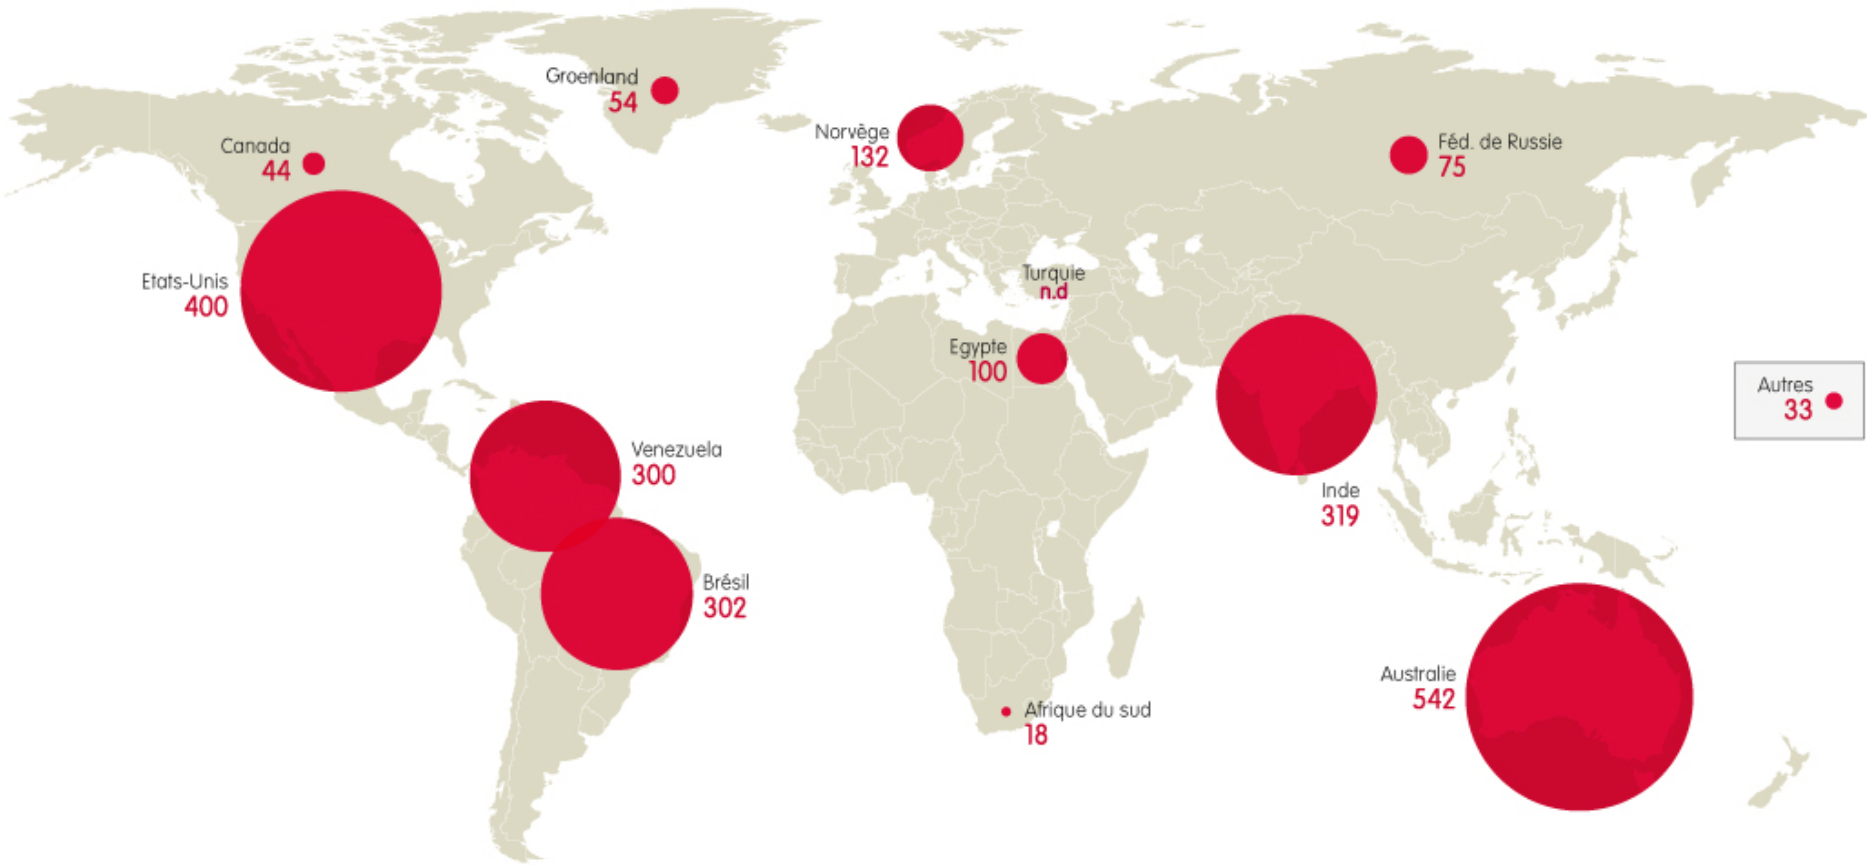 Groenland
54
Canada
44
Norvège
132
Féd. de Russie
75
Etats-Unis
400
Turquie
n.d
Egypte
100
Autres
33
Venezuela
300
Inde
319
Brésil
302
Australie
542
Afrique du sud
18